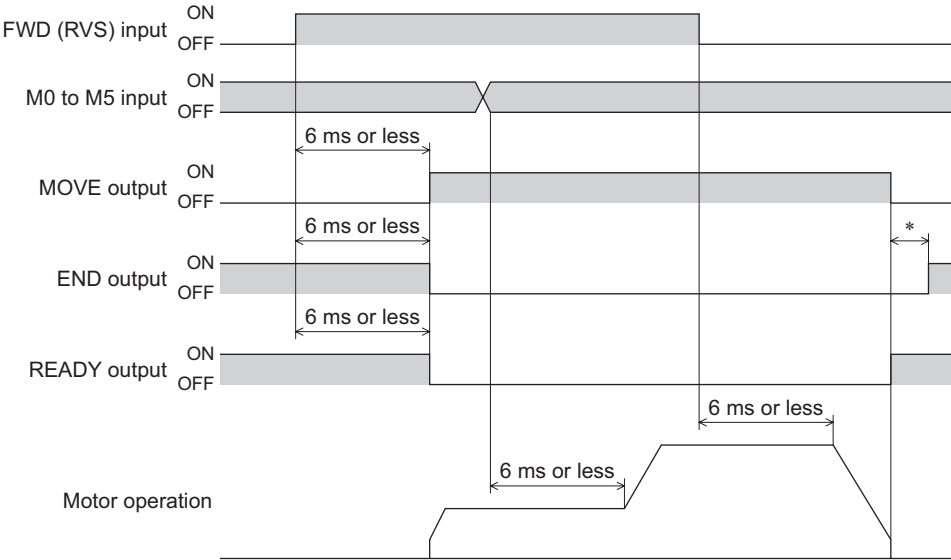 FWD (RVS) input
ON
OFF
M0 to M5 input
ON
OFF
6 ms or less
MOVE output
ON
OFF
6 ms or less
*
END output
ON
OFF
6 ms or less
READY output
ON
OFF
6 ms or less
6 ms or less
Motor operation